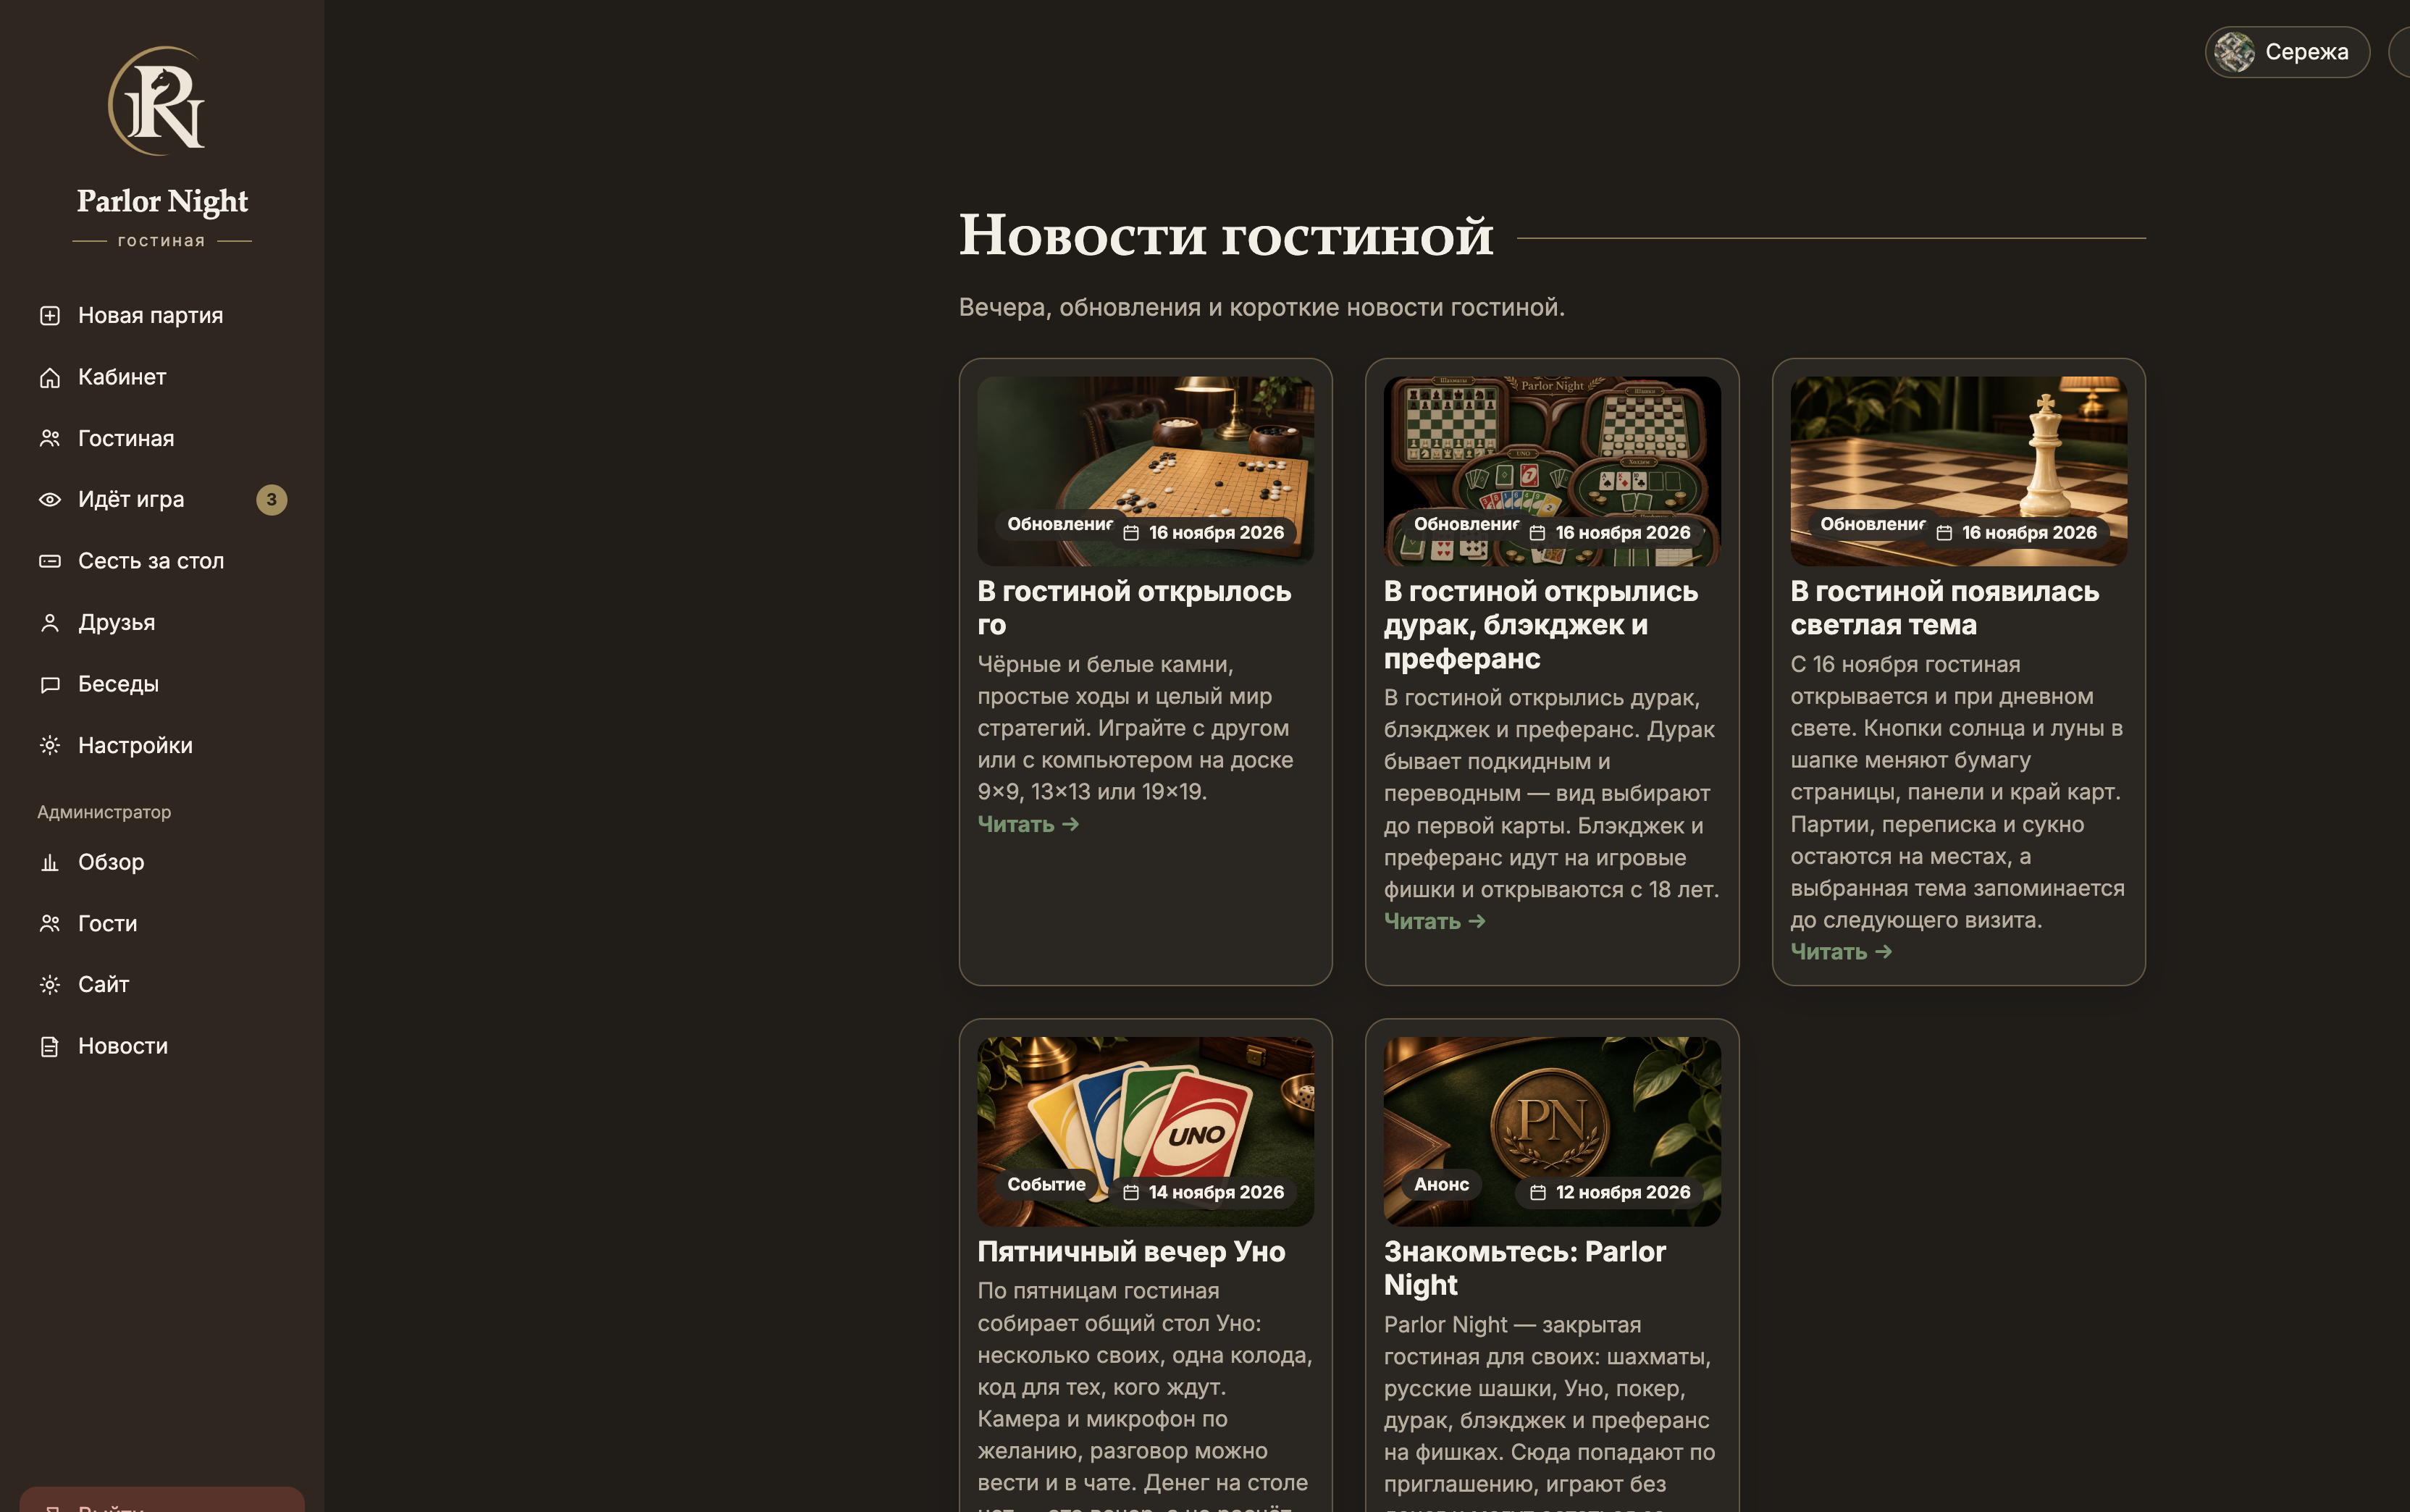 Сережа
Parlor Night
гостиная
Новая партия
Кабинет
Гостиная
Идёт игра
3
Сесть за стол
Друзья
Беседы
Настройки
Администратор
Обзор
Гости
Сайт
Новости
Выйти
Новости гостиной
Вечера, обновления и короткие новости гостиной.
Обновление
16 ноября 2026
В гостиной открылось
го
Чёрные и белые камни,
простые ходы и целый мир
стратегий. Играйте с другом
или с компьютером на доске
9×9, 13×13 или 19×19.
Читать →
Шахматы
Parlor Night
Шашки
UNO
Холдем
Обновление
16 ноября 2026
В гостиной открылись
дурак, блэкджек и
преферанс
В гостиной открылись дурак,
блэкджек и преферанс. Дурак
бывает подкидным и
переводным — вид выбирают
до первой карты. Блэкджек и
преферанс идут на игровые
фишки и открываются с 18 лет.
Читать →
Обновление
16 ноября 2026
В гостиной появилась
светлая тема
С 16 ноября гостиная
открывается и при дневном
свете. Кнопки солнца и луны в
шапке меняют бумагу
страницы, панели и край карт.
Партии, переписка и сукно
остаются на местах, а
выбранная тема запоминается
до следующего визита.
Читать →
UNO
Событие
14 ноября 2026
Пятничный вечер Уно
По пятницам гостиная
собирает общий стол Уно:
несколько своих, одна колода,
код для тех, кого ждут.
Камера и микрофон по
желанию, разговор можно
вести и в чате. Денег на столе
PN
Анонс
12 ноября 2026
Знакомьтесь: Parlor
Night
Parlor Night — закрытая
гостиная для своих: шахматы,
русские шашки, Уно, покер,
дурак, блэкджек и преферанс
на фишках. Сюда попадают по
приглашению, играют без